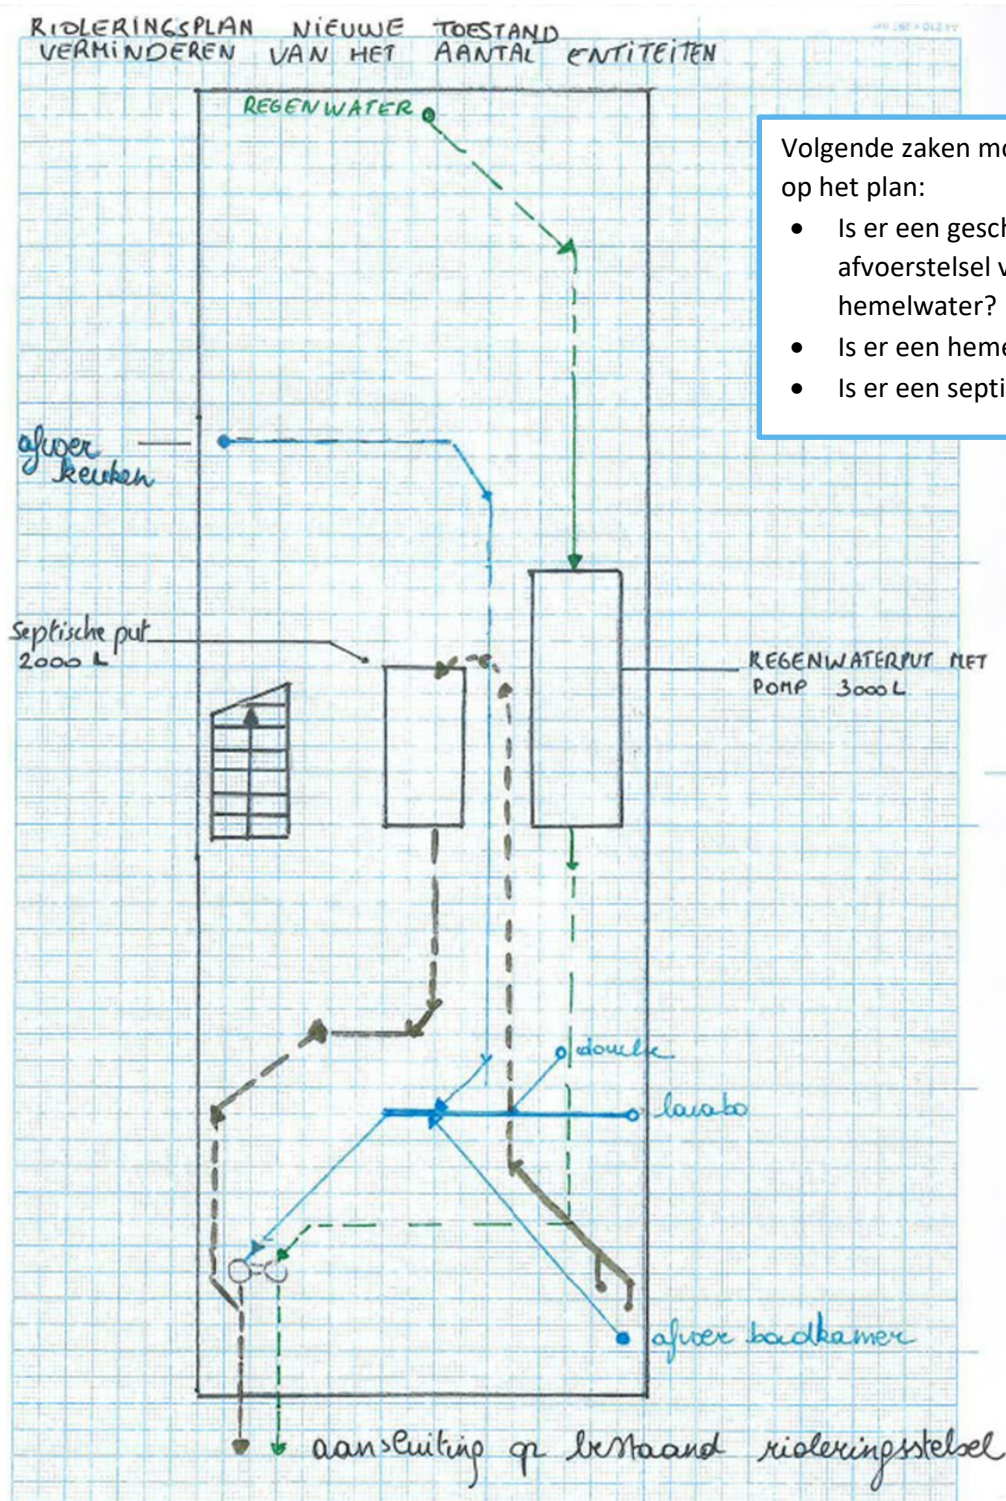 RIOLERINGSPLAN NIEUWE TOESTAND
VERMINDEREN VAN HET AANTAL ENTITEITEN
REGENWATER
Volgende zaken mo
op het plan:
• Is er een gesch
afvoerstelsel v
hemelwater?
• Is er een heme
• Is er een septi
afvoer
keuken
Septische put
2000 L
REGENWATERPUT MET
POMP 3000 L
douche
lavabo
afvoer badkamer
aansluiting op bestaand rioleringsstelsel